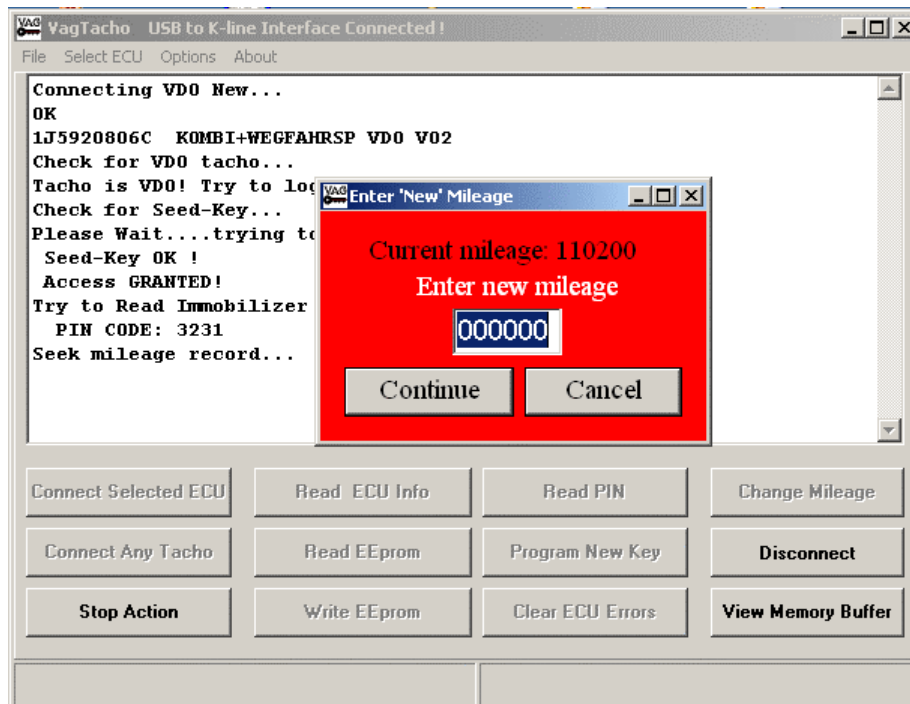 VAG VagTacho USB to K-line Interface Connected !
File Select ECU Options About
Connecting VDO New...
OK
1J5920806C KOMBI+WEGFAHRSP VDO V02
Check for VDO tacho...
Tacho is VDO! Try to log
Check for Seed-Key...
Please Wait....trying to
Seed-Key OK !
Access GRANTED!
Try to Read Immobilizer
PIN CODE: 3231
Seek mileage record...
VAG Enter 'New' Mileage
Current mileage: 110200
Enter new mileage
000000
Continue Cancel
Connect Selected ECU Read ECU Info Read PIN Change Mileage
Connect Any Tacho Read EEprom Program New Key Disconnect
Stop Action Write EEprom Clear ECU Errors View Memory Buffer